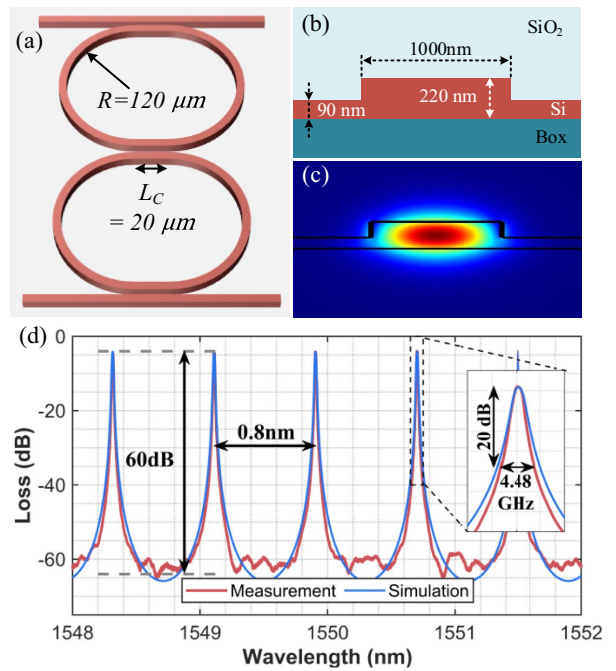 (a)
R=120 μm
L_C
= 20 μm
(b)
SiO₂
1000nm
220 nm
90 nm
Si
Box
(c)
(d)
0
-20
-40
-60
Loss (dB)
60dB
0.8nm
20 dB
4.48
GHz
Measurement
Simulation
1548
1549
1550
1551
1552
Wavelength (nm)